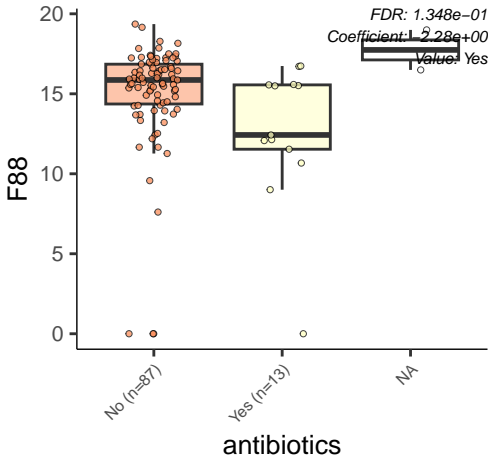 FDR: 1.348e−01
Coefficient: −2.28e+00
Value: Yes
20
15
10
5
0
F88
No (n=87)
Yes (n=13)
NA
antibiotics